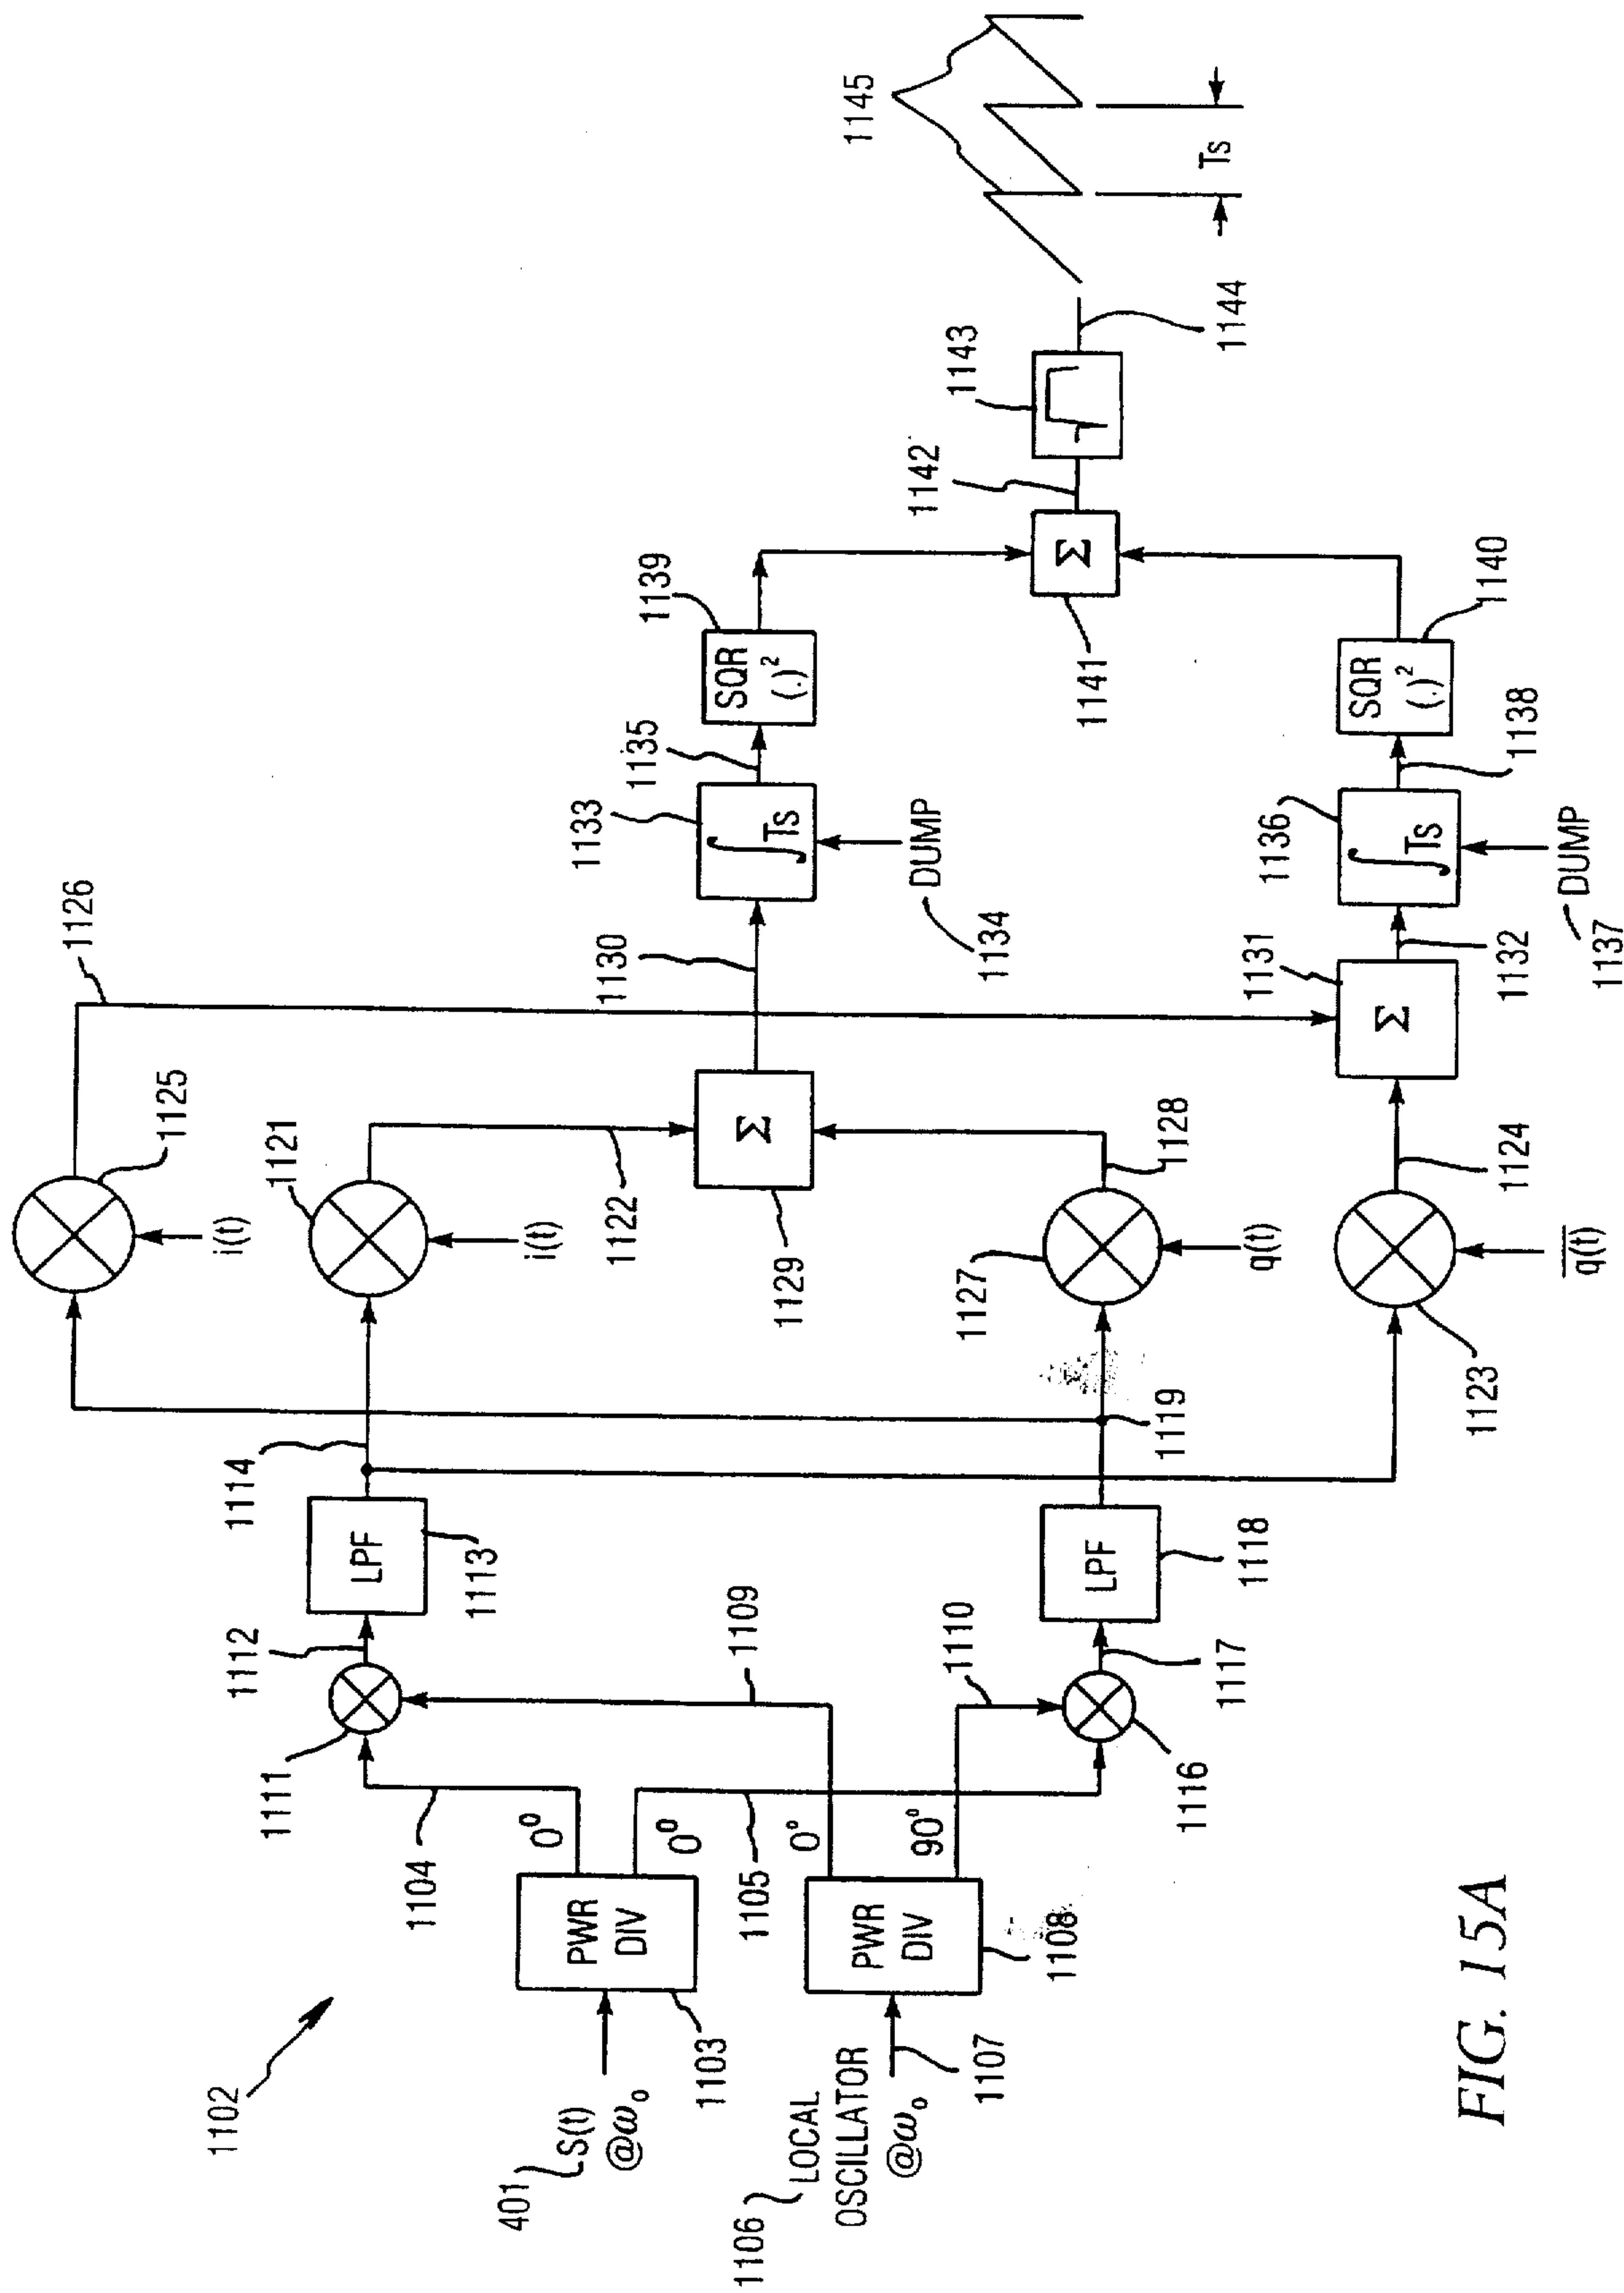 1102
401
S(t)
@ω₀
1103
PWR
DIV
0°
0°
1104
1105
1106
LOCAL
OSCILLATOR
@ω₀
1107
PWR
DIV
1108
0°
90°
1109
1110
1111
1112
LPF
1113
1114
1116
1117
LPF
1118
1119
1125
i(t)
1126
1121
i(t)
1122
Σ
1129
1127
q(t)
1128
1123
q(t)̅
1124
1130
Σ
1131
1132
∫Ts
1133
DUMP
1134
1135
∫Ts
1136
DUMP
1137
1138
SQR
(.)²
1139
SQR
(.)²
1140
Σ
1141
1142
1143
1144
1145
Ts
FIG. 15A